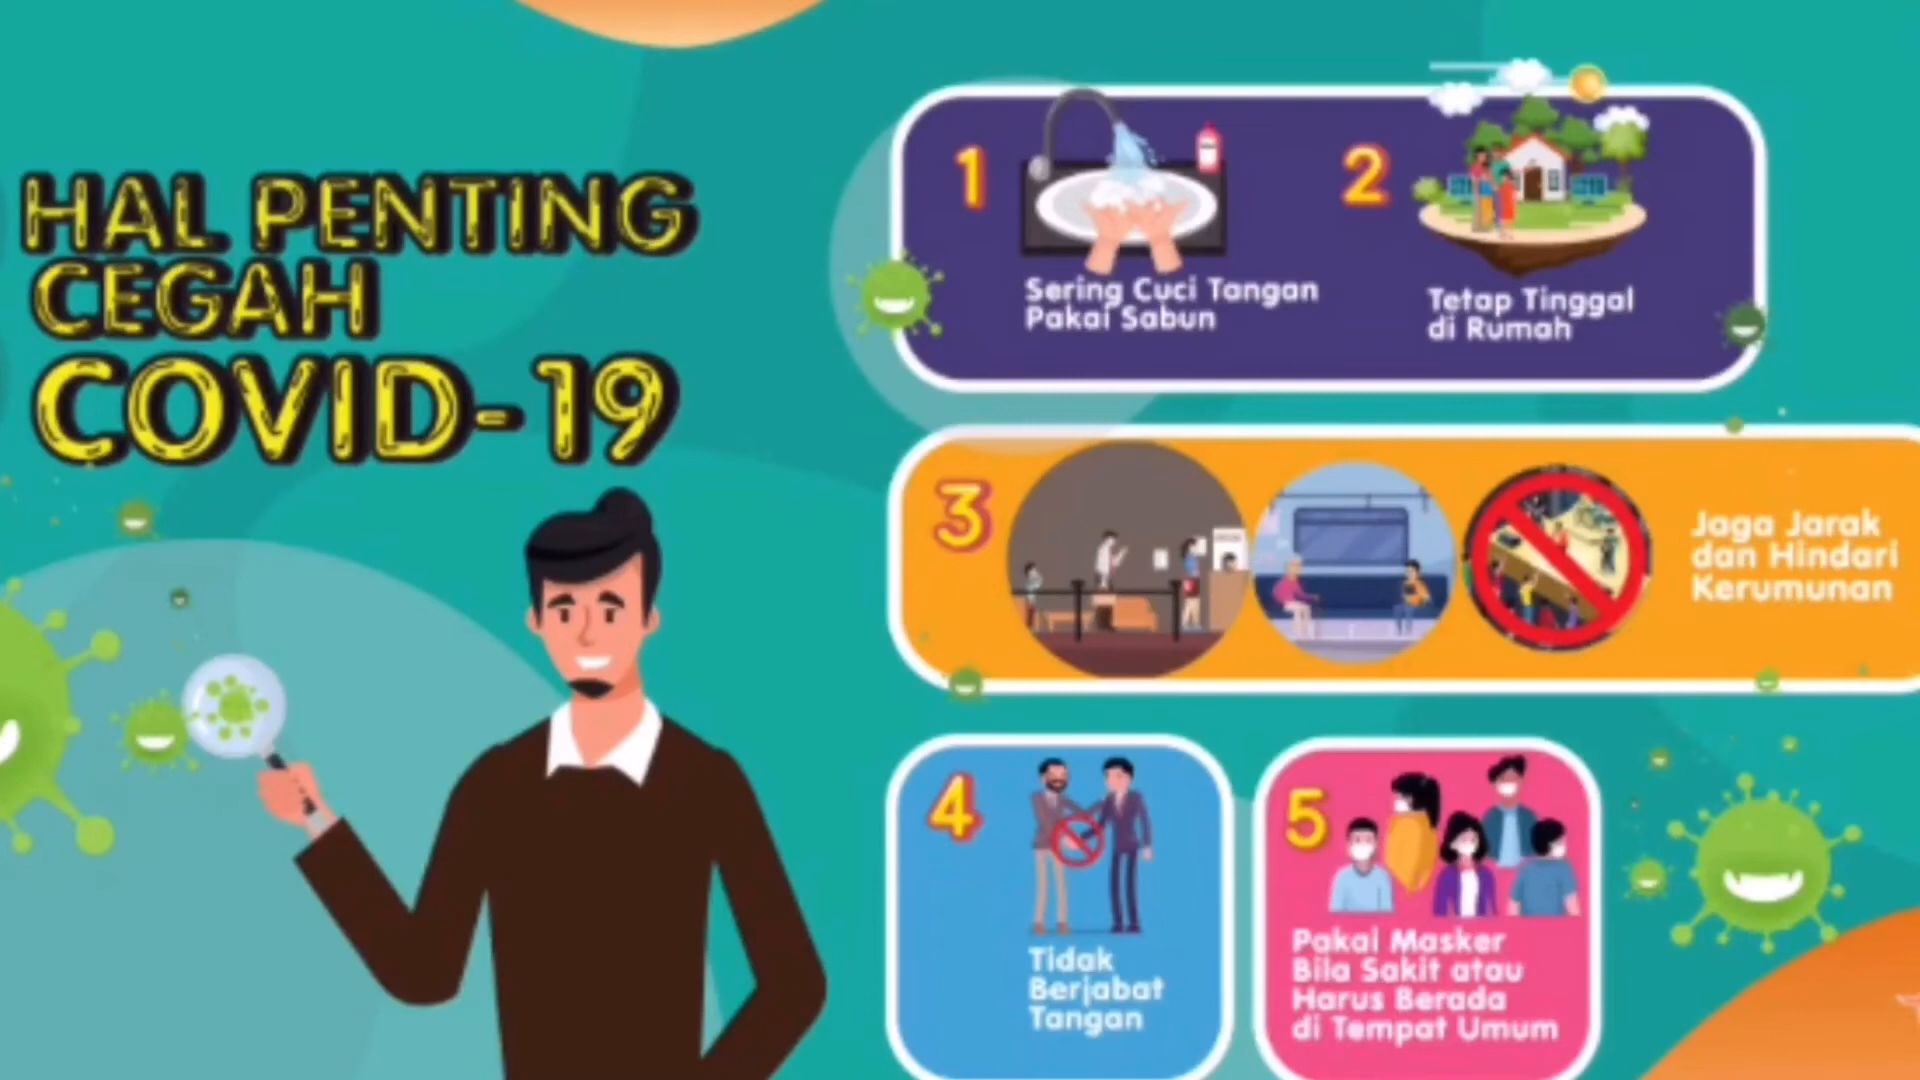 HAL PENTING
CEGAH
COVID-19
1
Sering Cuci Tangan
Pakai Sabun
2
Tetap Tinggal
di Rumah
3
Jaga Jarak
dan Hindari
Kerumunan
4
Tidak
Berjabat
Tangan
5
Pakai Masker
Bila Sakit atau
Harus Berada
di Tempat Umum